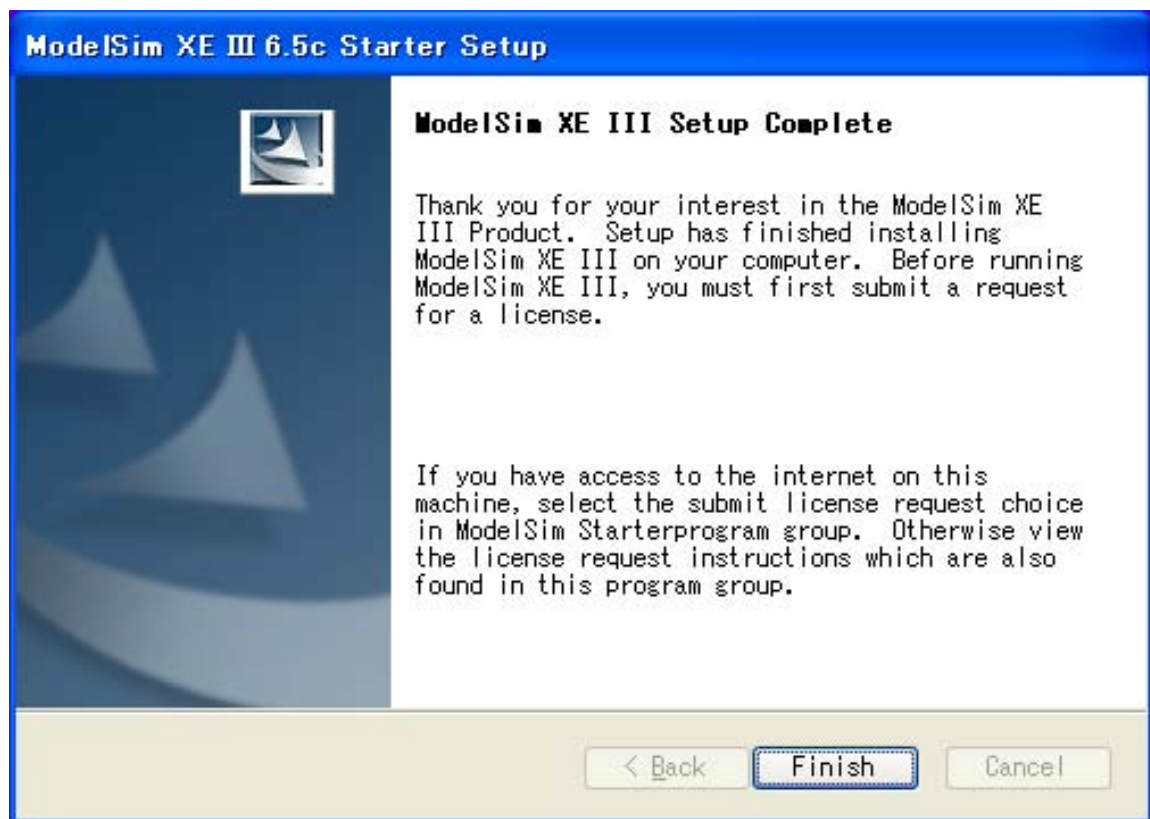 ModelSim XE Ⅲ 6.5c Starter Setup
ModelSim XE III Setup Complete
Thank you for your interest in the ModelSim XE
III Product.  Setup has finished installing
ModelSim XE III on your computer.  Before running
ModelSim XE III, you must first submit a request
for a license.
If you have access to the internet on this
machine, select the submit license request choice
in ModelSim Starterprogram group.  Otherwise view
the license request instructions which are also
found in this program group.
< Back Finish Cancel